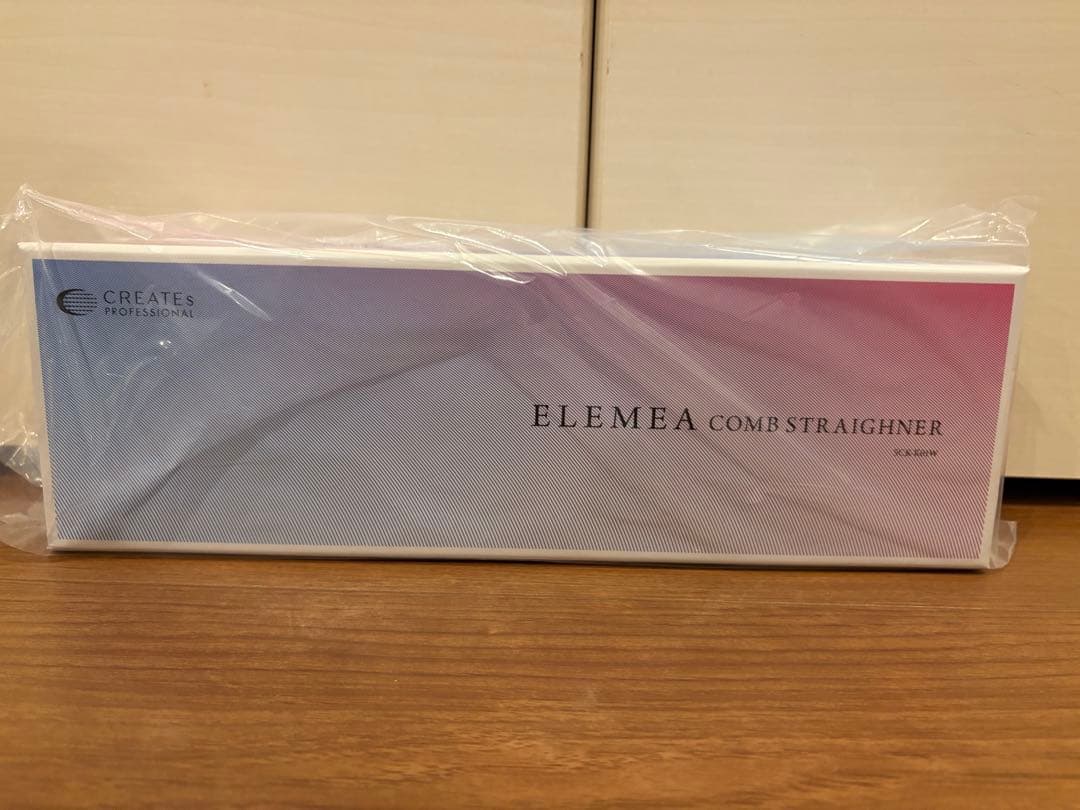 CREATEs
PROFESSIONAL
ELEMEA COMB STRAIGHNER